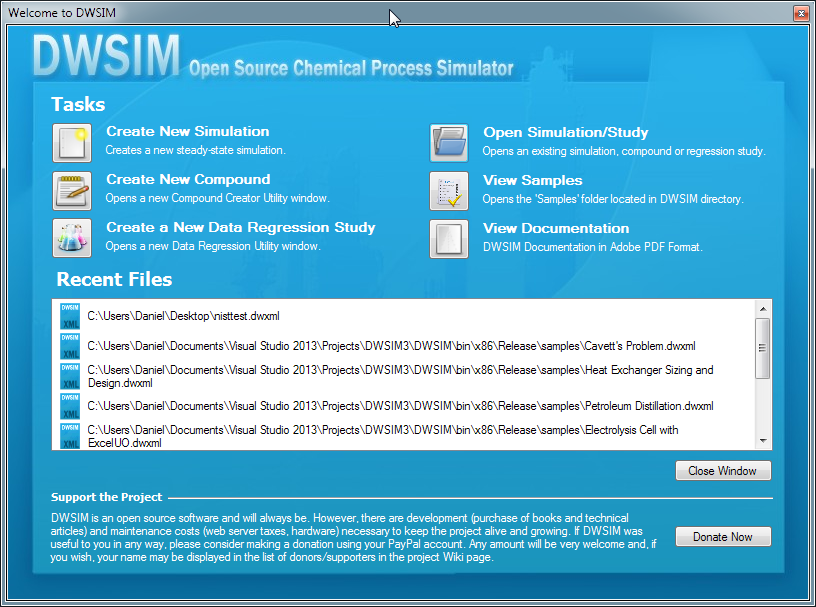 Welcome to DWSIM
DWSIM Open Source Chemical Process Simulator
Tasks
Create New Simulation
Creates a new steady-state simulation.
Open Simulation/Study
Opens an existing simulation, compound or regression study.
Create New Compound
Opens a new Compound Creator Utility window.
View Samples
Opens the 'Samples' folder located in DWSIM directory.
Create a New Data Regression Study
Opens a new Data Regression Utility window.
View Documentation
DWSIM Documentation in Adobe PDF Format.
Recent Files
DWSIM
XML
C:\Users\Daniel\Desktop\nisttest.dwxml
DWSIM
XML
C:\Users\Daniel\Documents\Visual Studio 2013\Projects\DWSIM3\DWSIM\bin\x86\Release\samples\Cavett's Problem.dwxml
DWSIM
XML
C:\Users\Daniel\Documents\Visual Studio 2013\Projects\DWSIM3\DWSIM\bin\x86\Release\samples\Heat Exchanger Sizing and
Design.dwxml
DWSIM
XML
C:\Users\Daniel\Documents\Visual Studio 2013\Projects\DWSIM3\DWSIM\bin\x86\Release\samples\Petroleum Distillation.dwxml
DWSIM
XML
C:\Users\Daniel\Documents\Visual Studio 2013\Projects\DWSIM3\DWSIM\bin\x86\Release\samples\Electrolysis Cell with
ExcelUO.dwxml
Close Window
Support the Project
DWSIM is an open source software and will always be. However, there are development (purchase of books and technical
articles) and maintenance costs (web server taxes, hardware) necessary to keep the project alive and growing. If DWSIM was
useful to you in any way, please consider making a donation using your PayPal account. Any amount will be very welcome and, if
you wish, your name may be displayed in the list of donors/supporters in the project Wiki page.
Donate Now